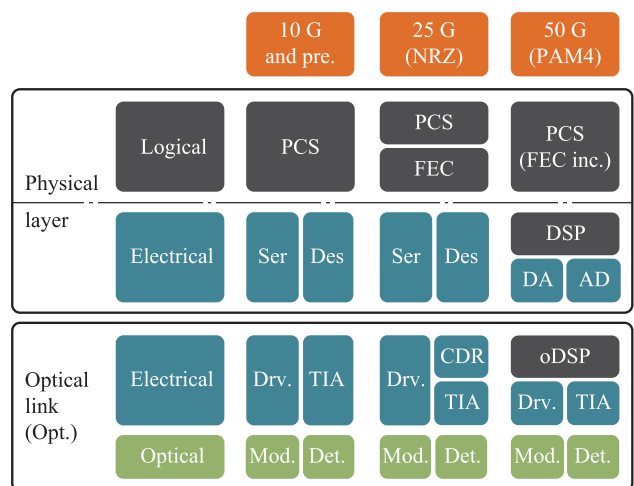 10 G 25 G 50 G
and pre. (NRZ) (PAM4)
Logical PCS PCS PCS
FEC (FEC inc.)
Physical
layer
Electrical Ser Des Ser Des DSP
DA AD
Optical
link
(Opt.)
Electrical Drv. TIA Drv. CDR oDSP
TIA Drv. TIA
Optical Mod. Det. Mod. Det. Mod. Det.